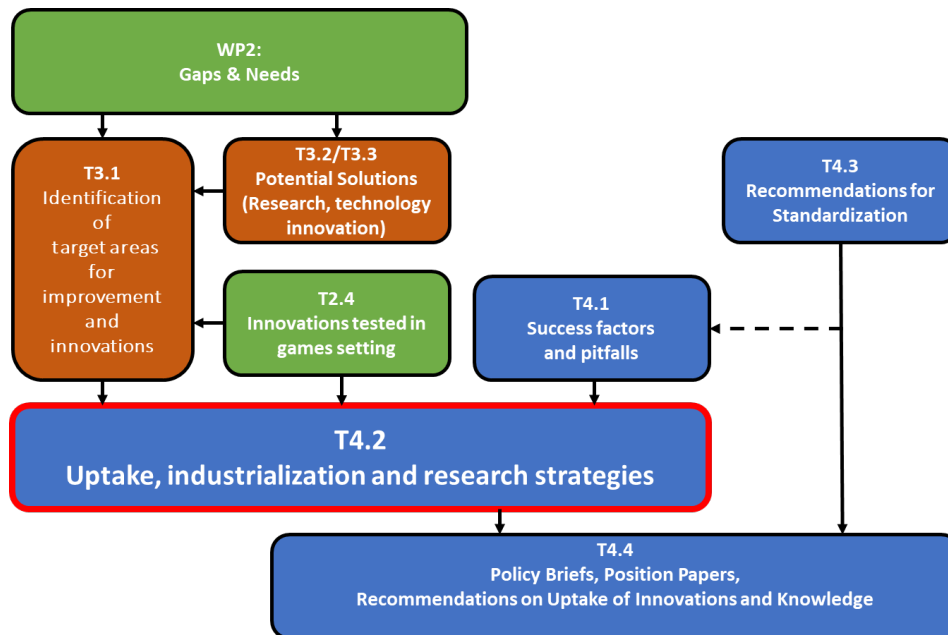 WP2:
Gaps & Needs
T3.1
Identification
of
target areas
for
improvement
and
innovations
T3.2/T3.3
Potential Solutions
(Research, technology
innovation)
T4.3
Recommendations for
Standardization
T2.4
Innovations tested in
games setting
T4.1
Success factors
and pitfalls
T4.2
Uptake, industrialization and research strategies
T4.4
Policy Briefs, Position Papers,
Recommendations on Uptake of Innovations and Knowledge